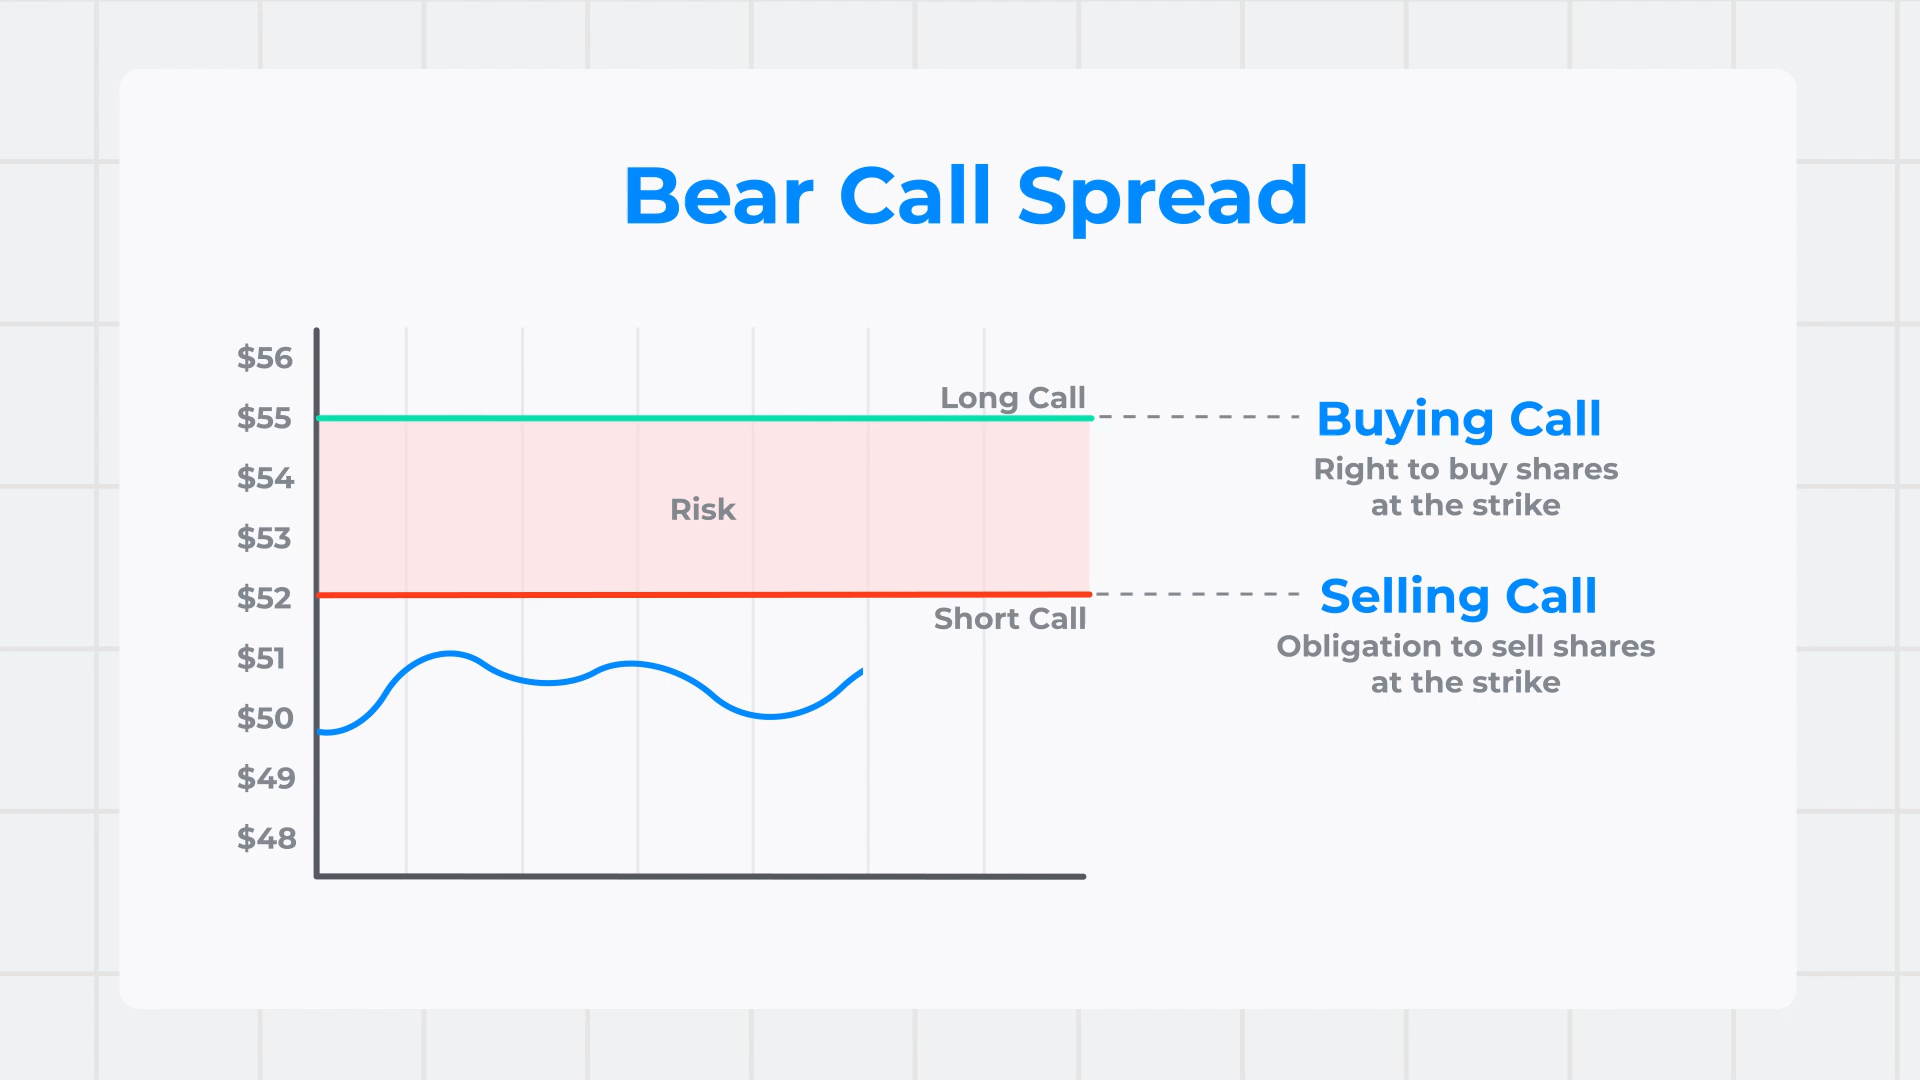 Bear Call Spread
$56
$55
$54
$53
$52
$51
$50
$49
$48
Long Call
Risk
Short Call
Buying Call
Right to buy shares
at the strike
Selling Call
Obligation to sell shares
at the strike